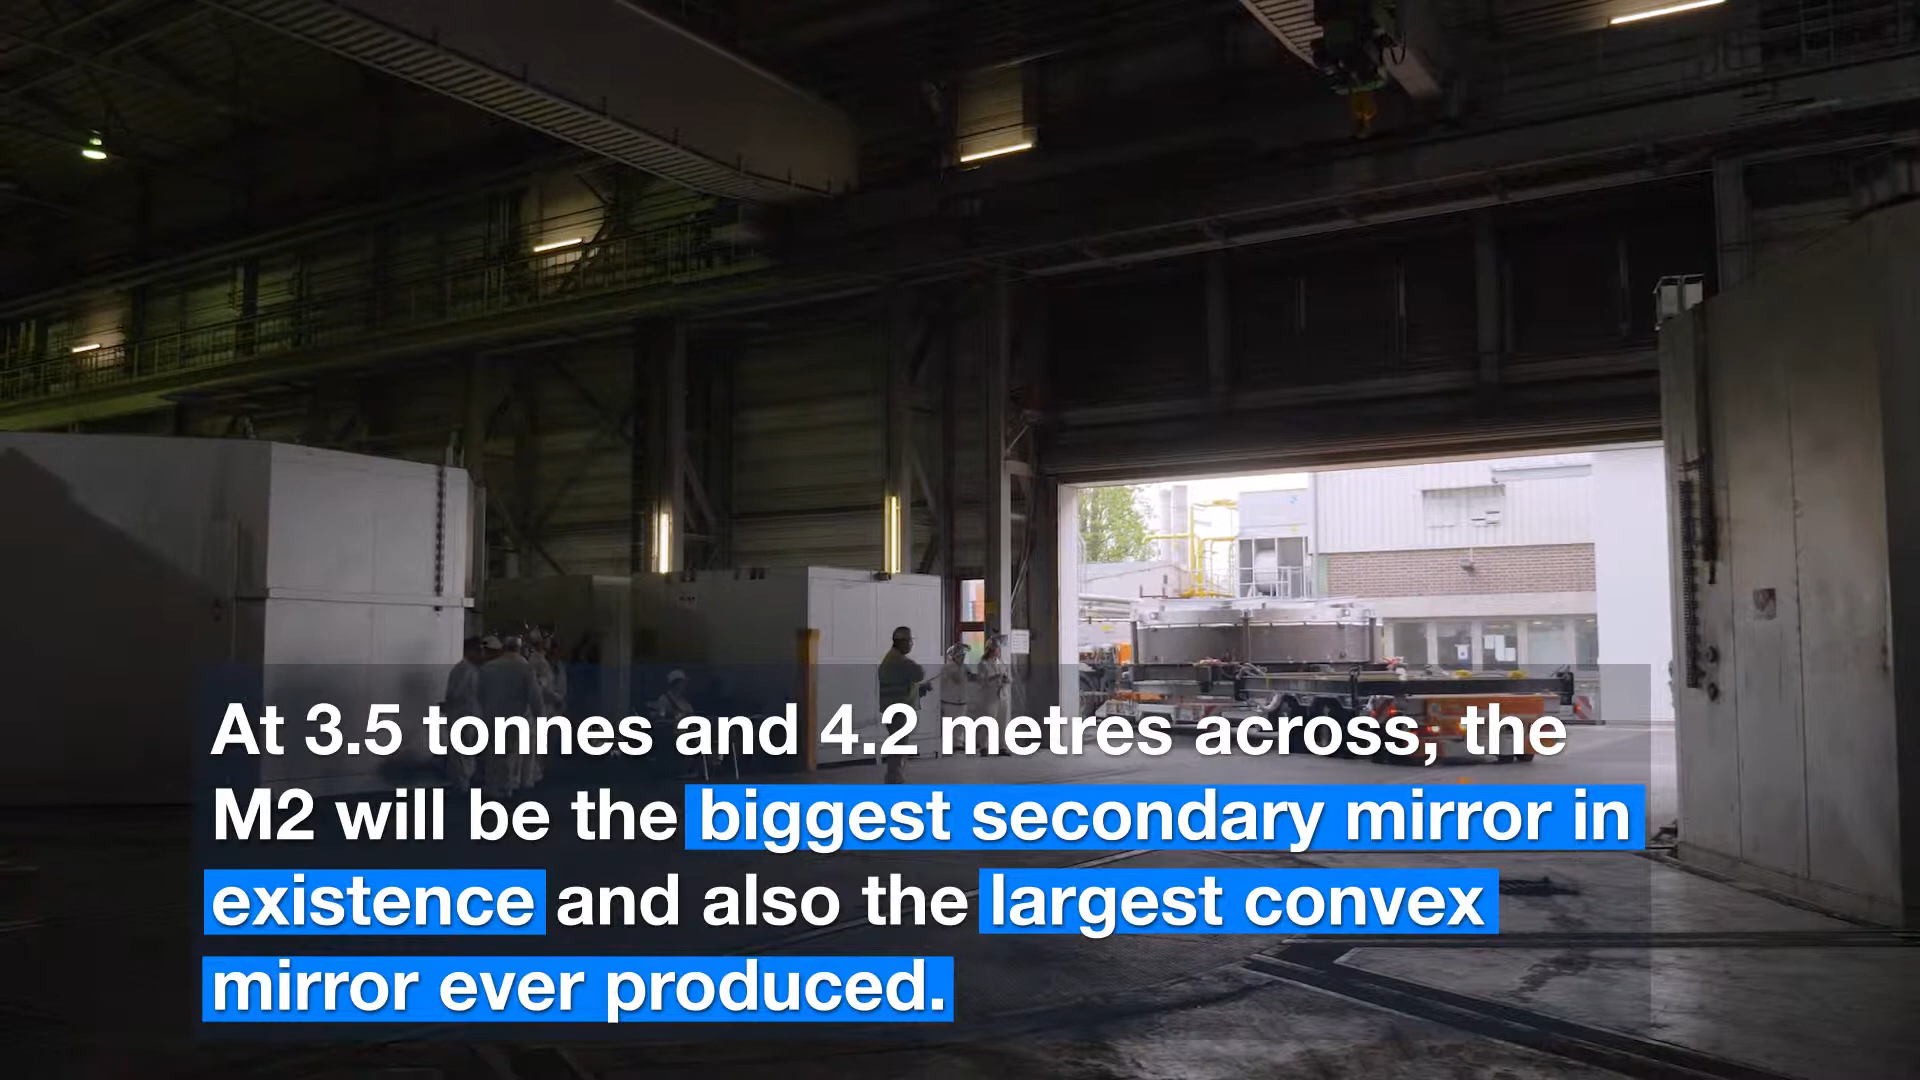 At 3.5 tonnes and 4.2 metres across, the
M2 will be the biggest secondary mirror in
existence and also the largest convex
mirror ever produced.